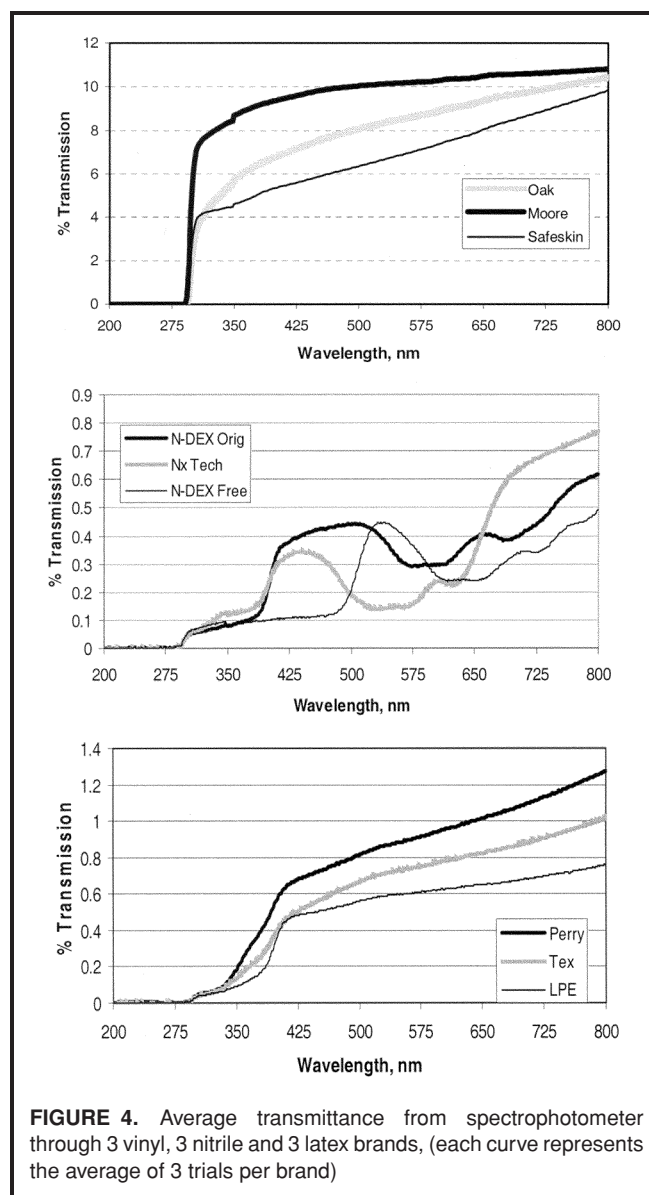 12
10
8
6
4
2
0
% Transmission
Oak
Moore
Safeskin
200 275 350 425 500 575 650 725 800
Wavelength, nm
0.9
0.8
0.7
0.6
0.5
0.4
0.3
0.2
0.1
0
% Transmission
N-DEX Orig
Nx Tech
N-DEX Free
200 275 350 425 500 575 650 725 800
Wavelength, nm
1.4
1.2
1
0.8
0.6
0.4
0.2
0
% Transmission
Perry
Tex
LPE
200 275 350 425 500 575 650 725 800
Wavelength, nm
FIGURE 4. Average transmittance from spectrophotometer
through 3 vinyl, 3 nitrile and 3 latex brands, (each curve represents
the average of 3 trials per brand)